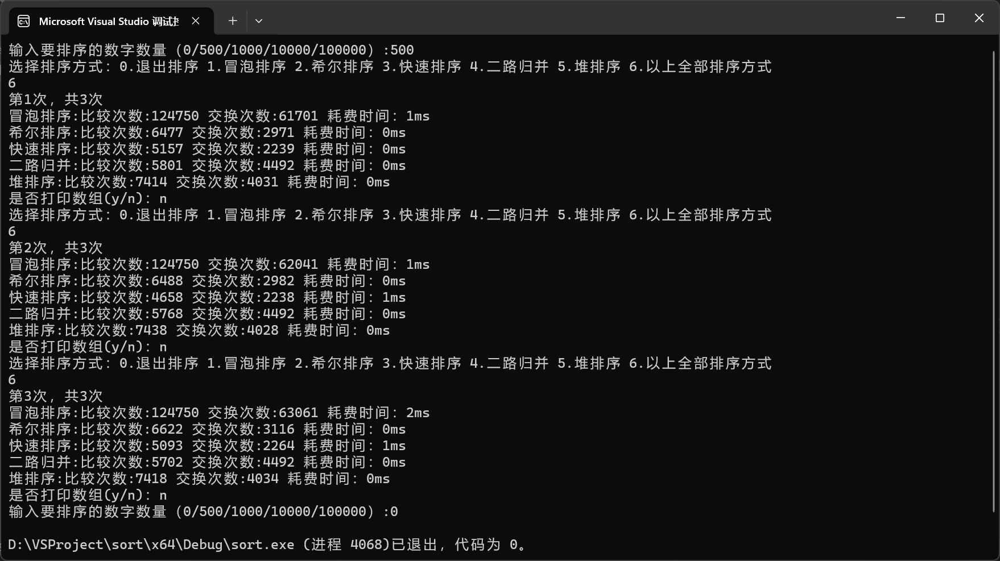 Microsoft Visual Studio 调试
输入要排序的数字数量（0/500/1000/10000/100000）:500
选择排序方式: 0.退出排序 1.冒泡排序 2.希尔排序 3.快速排序 4.二路归并 5.堆排序 6.以上全部排序方式
6
第1次, 共3次
冒泡排序:比较次数:124750 交换次数:61701 耗费时间: 1ms
希尔排序:比较次数:6477 交换次数:2971 耗费时间: 0ms
快速排序:比较次数:5157 交换次数:2239 耗费时间: 0ms
二路归并:比较次数:5801 交换次数:4492 耗费时间: 0ms
堆排序:比较次数:7414 交换次数:4031 耗费时间: 0ms
是否打印数组(y/n): n
选择排序方式: 0.退出排序 1.冒泡排序 2.希尔排序 3.快速排序 4.二路归并 5.堆排序 6.以上全部排序方式
6
第2次, 共3次
冒泡排序:比较次数:124750 交换次数:62041 耗费时间: 1ms
希尔排序:比较次数:6488 交换次数:2982 耗费时间: 0ms
快速排序:比较次数:4658 交换次数:2238 耗费时间: 1ms
二路归并:比较次数:5768 交换次数:4492 耗费时间: 0ms
堆排序:比较次数:7438 交换次数:4028 耗费时间: 0ms
是否打印数组(y/n): n
选择排序方式: 0.退出排序 1.冒泡排序 2.希尔排序 3.快速排序 4.二路归并 5.堆排序 6.以上全部排序方式
6
第3次, 共3次
冒泡排序:比较次数:124750 交换次数:63061 耗费时间: 2ms
希尔排序:比较次数:6622 交换次数:3116 耗费时间: 0ms
快速排序:比较次数:5093 交换次数:2264 耗费时间: 1ms
二路归并:比较次数:5702 交换次数:4492 耗费时间: 0ms
堆排序:比较次数:7418 交换次数:4034 耗费时间: 0ms
是否打印数组(y/n): n
输入要排序的数字数量（0/500/1000/10000/100000）:0
D:\VSProject\sort\x64\Debug\sort.exe (进程 4068)已退出, 代码为 0。